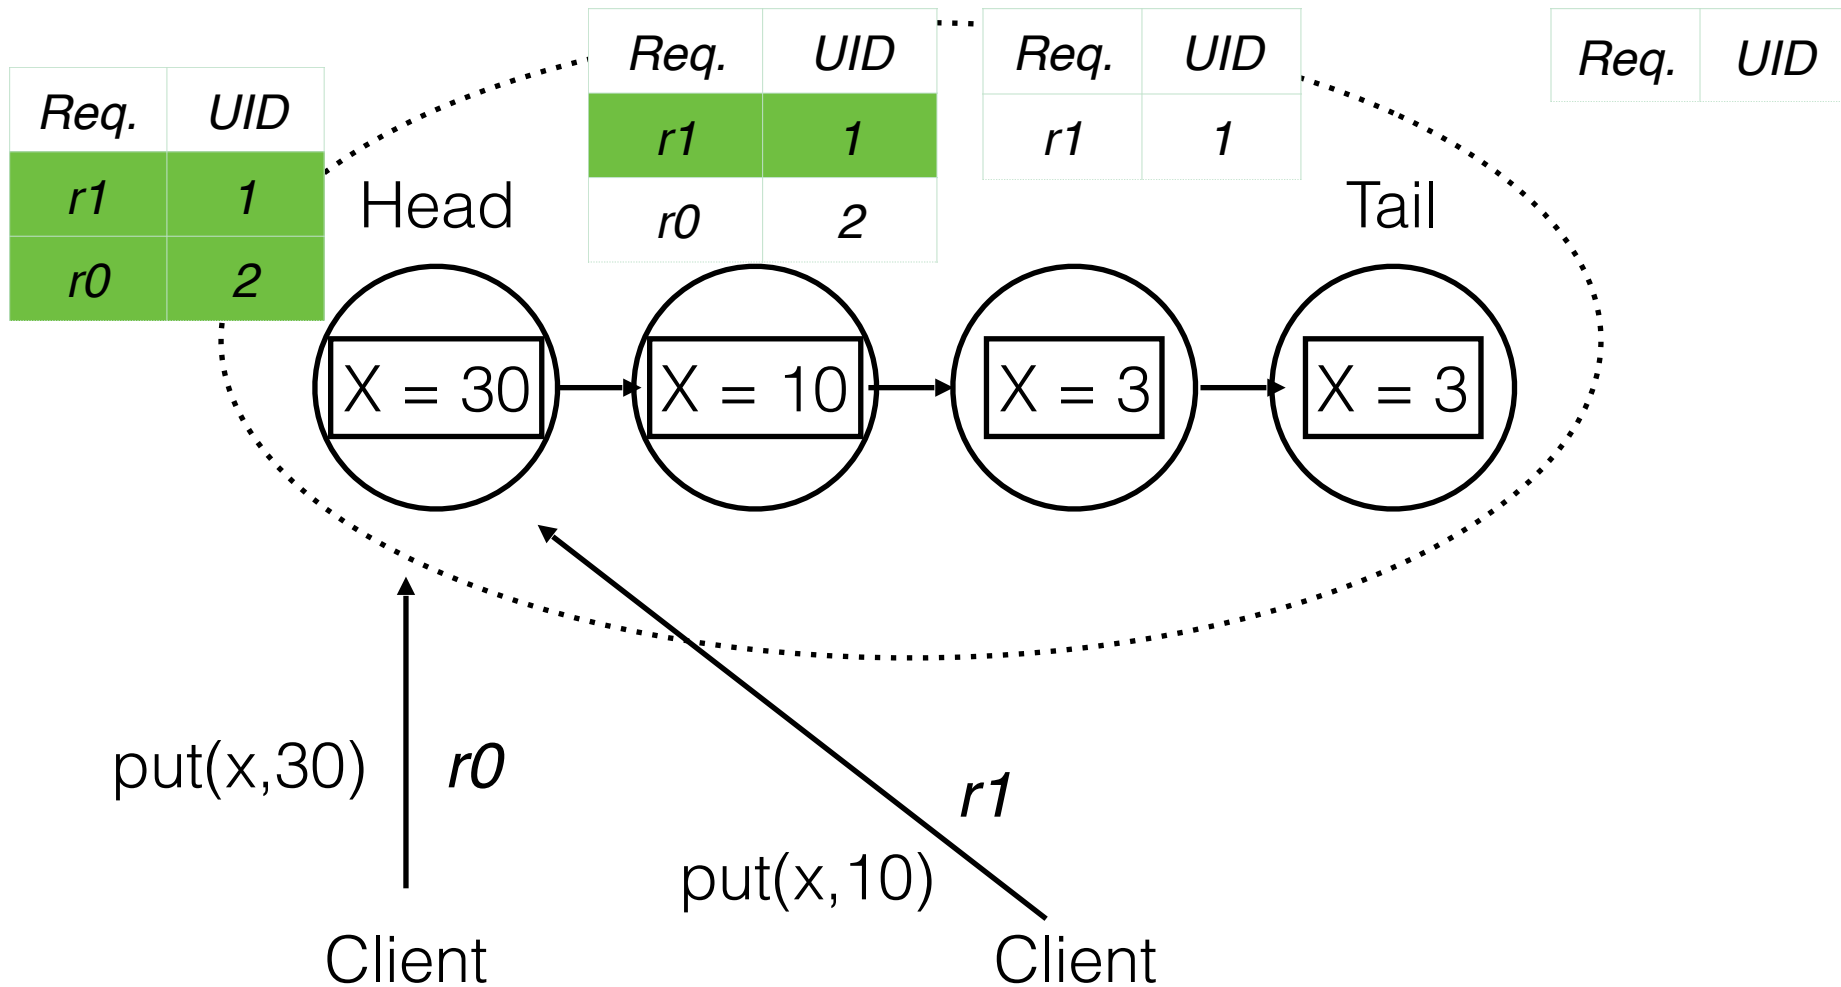 Req. UID
r1 1
r0 2
Req. UID
r1 1
r0 2
Req. UID
r1 1
Req. UID
Head
Tail
X = 30
X = 10
X = 3
X = 3
put(x,30)
r0
r1
put(x,10)
Client
Client